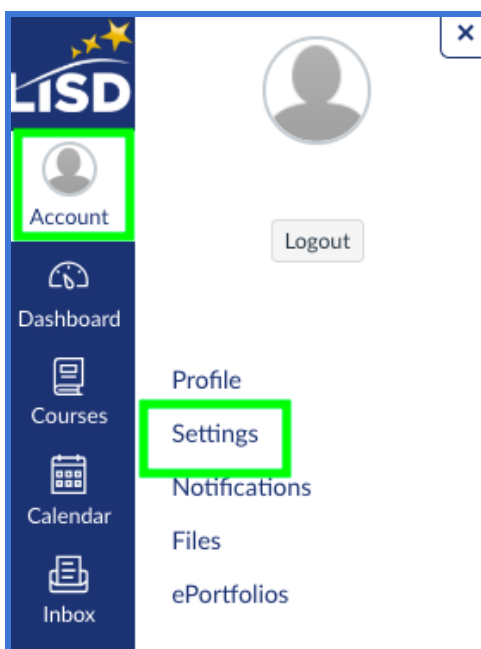 LISD
Account
Dashboard
Courses
Calendar
Inbox
×
Logout
Profile
Settings
Notifications
Files
ePortfolios